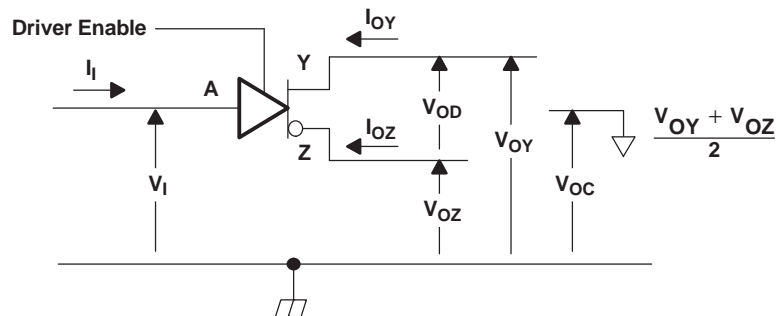 Driver Enable
I_OY
I_I
A
Y
V_OD
I_OZ
Z
V_OY
V_OY + V_OZ
2
V_I
V_OZ
V_OC